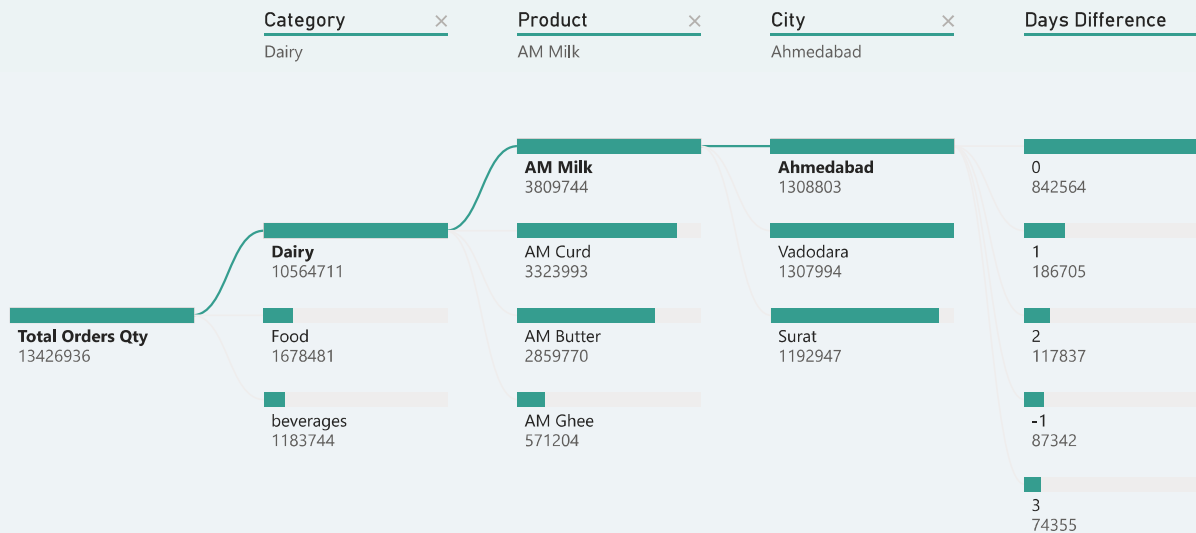 Category × Product × City × Days Difference
Dairy AM Milk Ahmedabad
AM Milk
3809744
Ahmedabad
1308803
0
842564
Dairy
10564711
AM Curd
3323993
Vadodara
1307994
1
186705
Total Orders Qty
13426936
Food
1678481
AM Butter
2859770
Surat
1192947
2
117837
beverages
1183744
AM Ghee
571204
-1
87342
3
74355